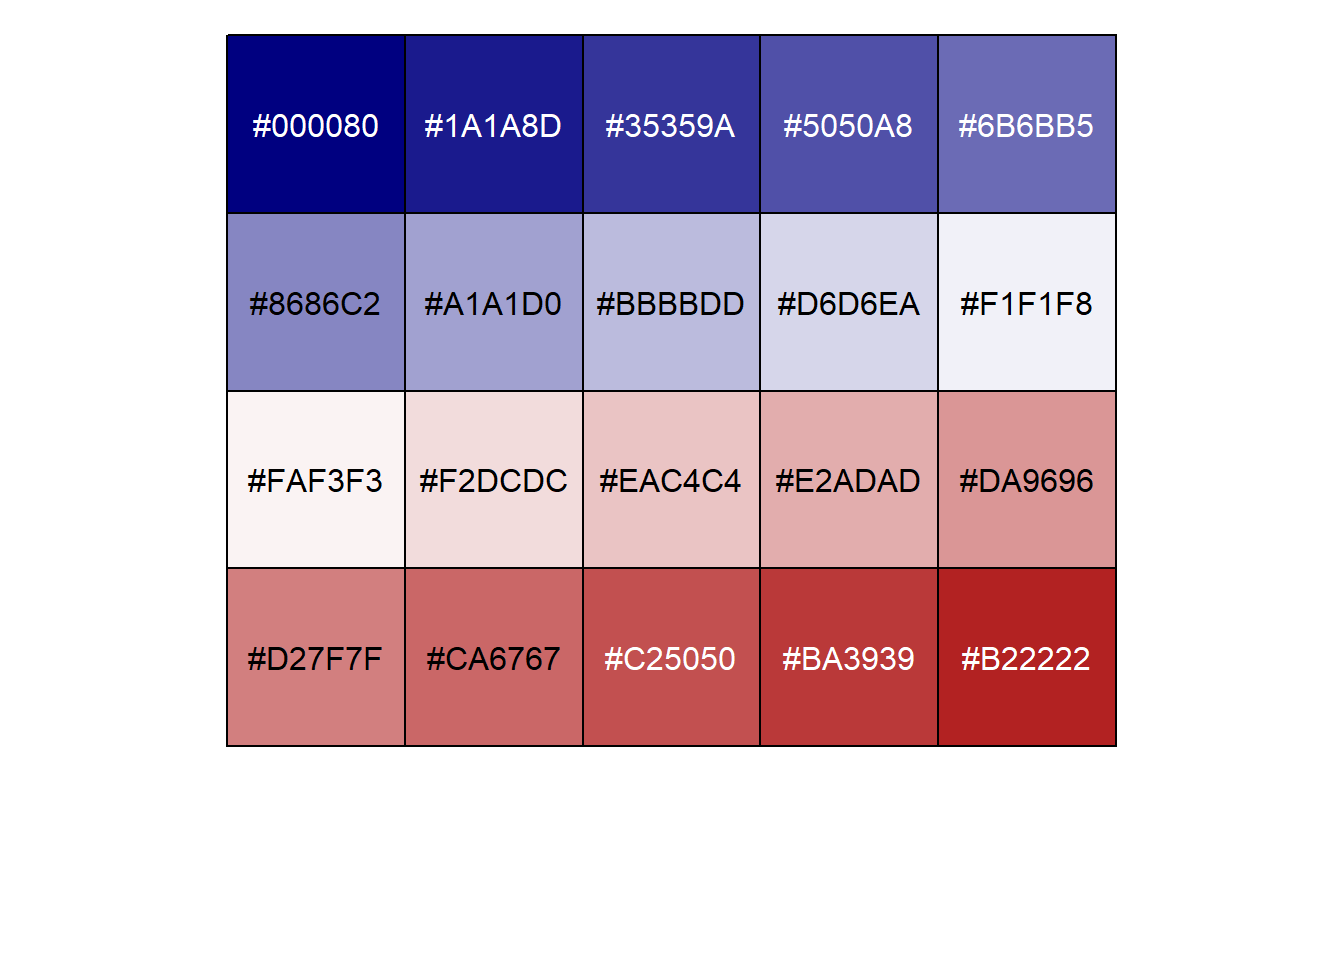 #000080 #1A1A8D #35359A #5050A8 #6B6BB5
#8686C2 #A1A1D0 #BBBBDD #D6D6EA #F1F1F8
#FAF3F3 #F2DCDC #EAC4C4 #E2ADAD #DA9696
#D27F7F #CA6767 #C25050 #BA3939 #B22222